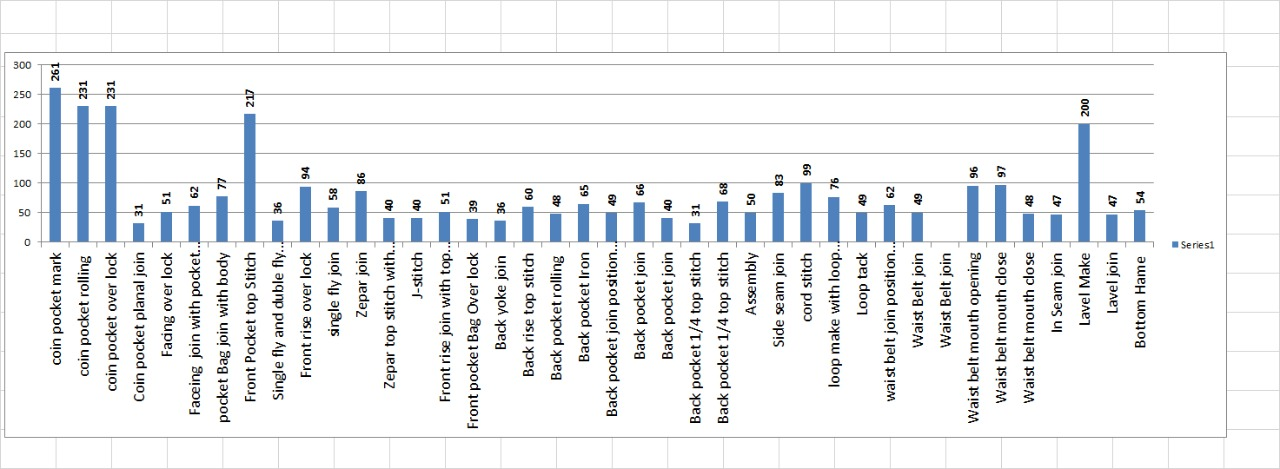 300
250
200
150
100
50
0
261
231
231
31
51
62
77
217
36
94
58
86
40
40
51
39
36
60
48
65
49
66
40
31
68
50
83
99
76
49
62
49
96
97
48
47
200
47
54
coin pocket mark
coin pocket rolling
coin pocket over lock
Coin pocket planal join
Facing over lock
Faceing join with pocket...
pocket Bag join with body
Front Pocket top Stitch
Single fly and duble fly...
Front rise over lock
single fly join
Zepar join
Zepar top stitch with...
J-stitch
Front rise join with top...
Front pocket Bag Over lock
Back yoke join
Back rise top stitch
Back pocket rolling
Back pocket Iron
Back pocket join position...
Back pocket join
Back pocket join
Back pocket 1/4 top stitch
Back pocket 1/4 top stitch
Assembly
Side seam join
cord stitch
loop make with loop...
Loop tack
waist belt join position...
Waist Belt join
Waist Belt join
Waist belt mouth opening
Waist belt mouth close
Waist belt mouth close
In Seam join
Lavel Make
Lavel join
Bottom Hame
Series1